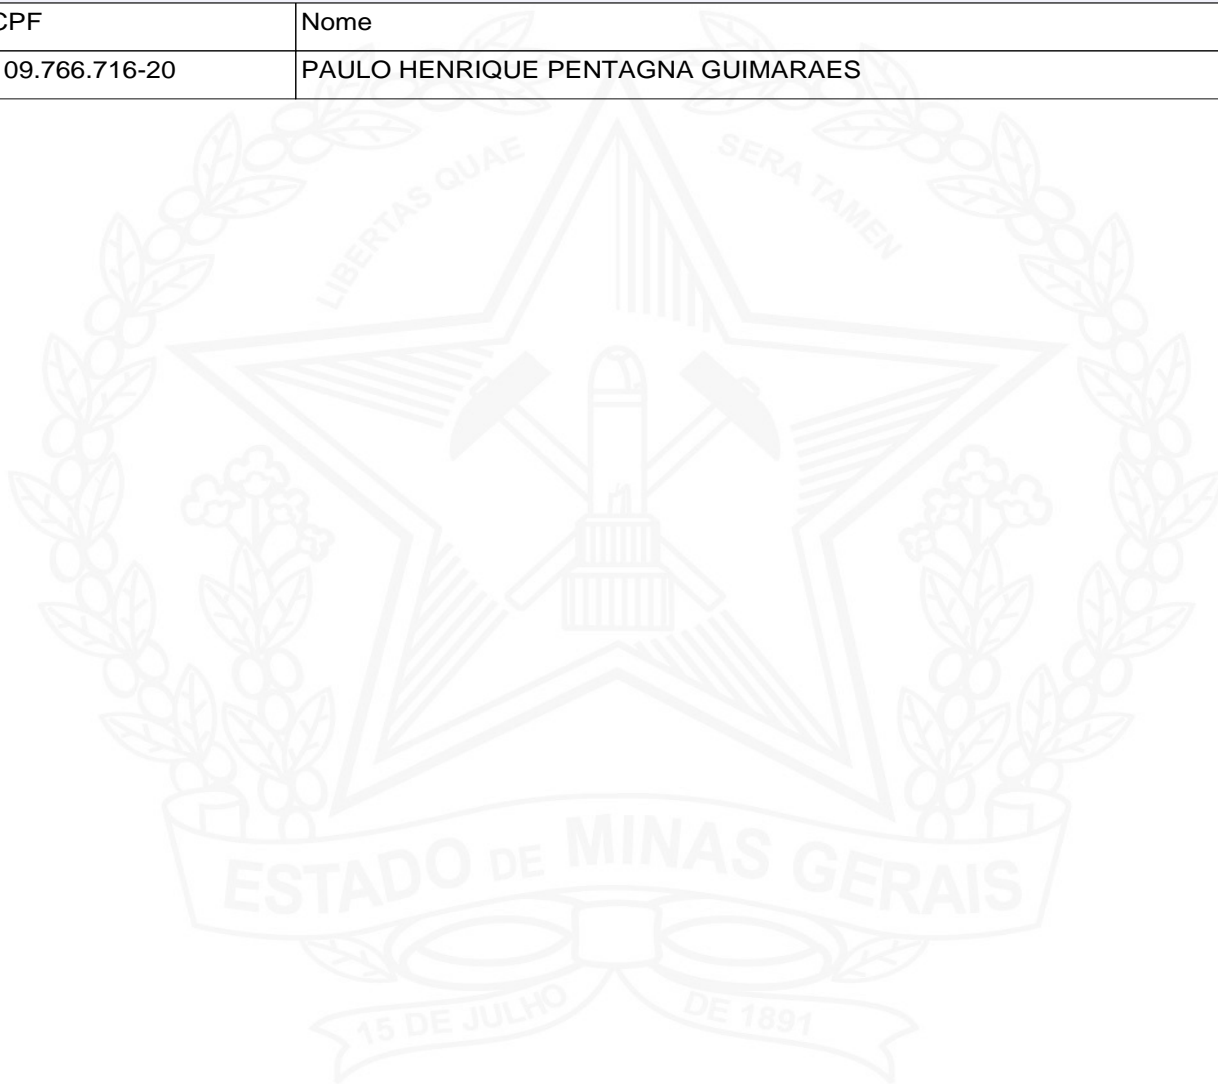 CPF Nome
09.766.716-20 PAULO HENRIQUE PENTAGNA GUIMARAES
LIBERTAS QUAE SERA TAMEN
ESTADO DE MINAS GERAIS
15 DE JULHO DE 1891